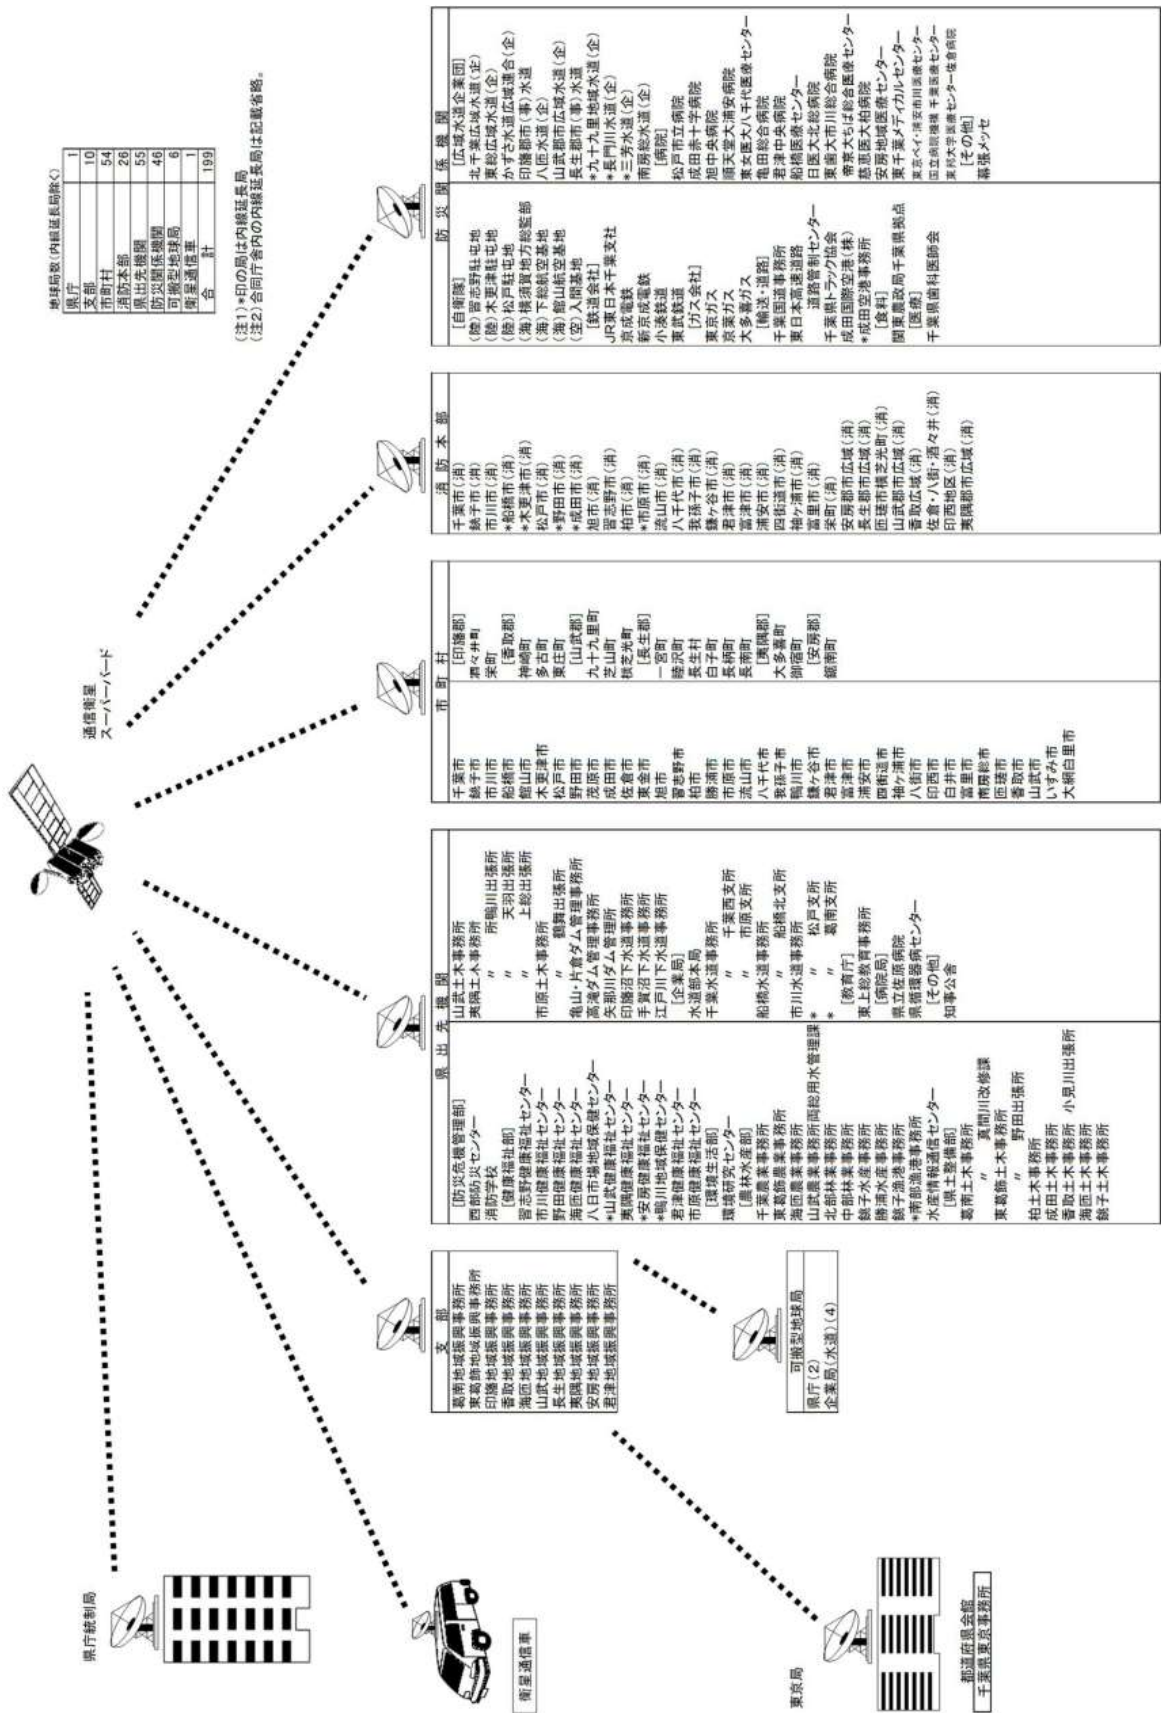 県庁統制局
通信衛星
スーパーバード
地球局数(内線延長局除く)
県庁 1
支部 10
市町村 54
消防本部 26
県出先機関 55
防災関係機関 46
可搬型地球局 6
衛星通信車 1
合 計 199
(注1)*印の局は内線延長局
(注2)合同庁舎内の内線延長局は記載省略。
衛星通信車
東京局
都道府県会館
千葉県東京事務所
支 部
葛南地域振興事務所
東葛飾地域振興事務所
印旛地域振興事務所
香取地域振興事務所
海匝地域振興事務所
山武地域振興事務所
長生地域振興事務所
夷隅地域振興事務所
安房地域振興事務所
君津地域振興事務所
可搬型地球局
県庁(2)
企業局(水道)(4)
県 出 先 機 関
[防災危機管理部]
西部防災センター
消防学校
[健康福祉部]
習志野健康福祉センター
市川健康福祉センター
野田健康福祉センター
海匝健康福祉センター
八日市場地域保健センター
*山武健康福祉センター
夷隅健康福祉センター
*安房健康福祉センター
*鴨川地域保健センター
君津健康福祉センター
市原健康福祉センター
[環境生活部]
環境研究センター
[農林水産部]
千葉農業事務所
東葛飾農業事務所
海匝農業事務所
山武農業事務所両総用水管理課
北部林業事務所
中部林業事務所
銚子水産事務所
勝浦水産事務所
銚子漁港事務所
*南部漁港事務所
水産情報通信センター
[県土整備部]
葛南土木事務所
〃 真間川改修課
東葛飾土木事務所
〃 野田出張所
柏土木事務所
成田土木事務所
香取土木事務所 小見川出張所
海匝土木事務所
銚子土木事務所
山武土木事務所
夷隅土木事務所
〃 所鴨川出張所
〃 天羽出張所
〃 上総出張所
市原土木事務所
〃 鶴舞出張所
亀山・片倉ダム管理事務所
高滝ダム管理事務所
矢那川ダム管理所
印旛沼下水道事務所
手賀沼下水道事務所
江戸川下水道事務所
[企業局]
水道部本局
千葉水道事務所
〃 千葉西支所
〃 市原支所
船橋水道事務所
〃 船橋北支所
市川水道事務所
* 〃 松戸支所
* 〃 葛南支所
[教育庁]
東上総教育事務所
[病院局]
県立佐原病院
県循環器病センター
[その他]
知事公舎
市 町 村
千葉市
銚子市
市川市
船橋市
館山市
木更津市
松戸市
野田市
茂原市
成田市
佐倉市
東金市
旭市
習志野市
柏市
勝浦市
市原市
流山市
八千代市
我孫子市
鴨川市
鎌ケ谷市
君津市
富津市
浦安市
四街道市
袖ケ浦市
八街市
印西市
白井市
富里市
南房総市
匝瑳市
香取市
山武市
いすみ市
大網白里市
[印旛郡]
酒々井町
栄町
[香取郡]
神崎町
多古町
東庄町
[山武郡]
九十九里町
芝山町
横芝光町
[長生郡]
一宮町
睦沢町
長生村
白子町
長柄町
長南町
[夷隅郡]
大多喜町
御宿町
[安房郡]
鋸南町
消 防 本 部
千葉市(消)
銚子市(消)
市川市(消)
*船橋市(消)
*木更津市(消)
松戸市(消)
*野田市(消)
*成田市(消)
旭市(消)
習志野市(消)
柏市(消)
*市原市(消)
流山市(消)
八千代市(消)
我孫子市(消)
鎌ケ谷市(消)
君津市(消)
富津市(消)
浦安市(消)
四街道市(消)
袖ケ浦市(消)
富里市(消)
栄町(消)
安房郡市広域(消)
長生郡市広域(消)
匝瑳市横芝光町(消)
山武郡市広域(消)
香取広域(消)
佐倉・八街・酒々井(消)
印西地区(消)
夷隅郡市広域(消)
防 災 関 係 機 関
[自衛隊]
(陸)習志野駐屯地
(陸)木更津駐屯地
(陸)松戸駐屯地
(海)横須賀地方総監部
(海)下総航空基地
(海)館山航空基地
(空)入間基地
[鉄道会社]
JR東日本千葉支社
京成電鉄
新京成電鉄
小湊鉄道
東武鉄道
[ガス会社]
東京ガス
京葉ガス
大多喜ガス
[輸送・道路]
千葉国道事務所
東日本高速道路
道路管制センター
千葉県トラック協会
成田国際空港(株)
*成田空港事務所
[食料]
関東農政局千葉県拠点
[医療]
千葉県歯科医師会
[広域水道企業団]
北千葉広域水道(企)
東総広域水道(企)
かずさ水道広域連合(企)
印旛郡市(事)水道
八匝水道(企)
山武郡市広域水道(企)
長生郡市(事)水道
*九十九里地域水道(企)
*長門川水道(企)
*三芳水道(企)
南房総水道(企)
[病院]
松戸市立病院
成田赤十字病院
旭中央病院
順天堂大浦安病院
東女医大八千代医療センター
亀田総合病院
君津中央病院
船橋医療センター
日医大北総病院
東歯大市川総合病院
帝京大ちば総合医療センター
慈恵医大柏病院
安房地域医療センター
東千葉メディカルセンター
東京ベイ・浦安市川医療センター
国立病院機構 千葉医療センター
東邦大学医療センター佐倉病院
[その他]
幕張メッセ